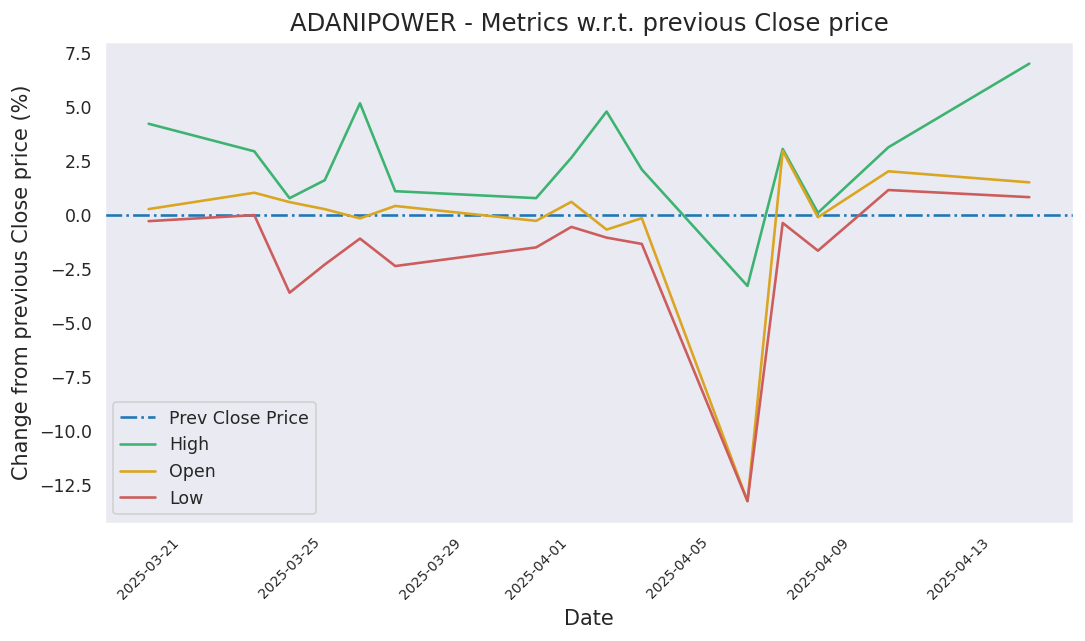 ADANIPOWER - Metrics w.r.t. previous Close price
Change from previous Close price (%)
7.5
5.0
2.5
0.0
−2.5
−5.0
−7.5
−10.0
−12.5
Prev Close Price
High
Open
Low
2025-03-21
2025-03-25
2025-03-29
2025-04-01
2025-04-05
2025-04-09
2025-04-13
Date